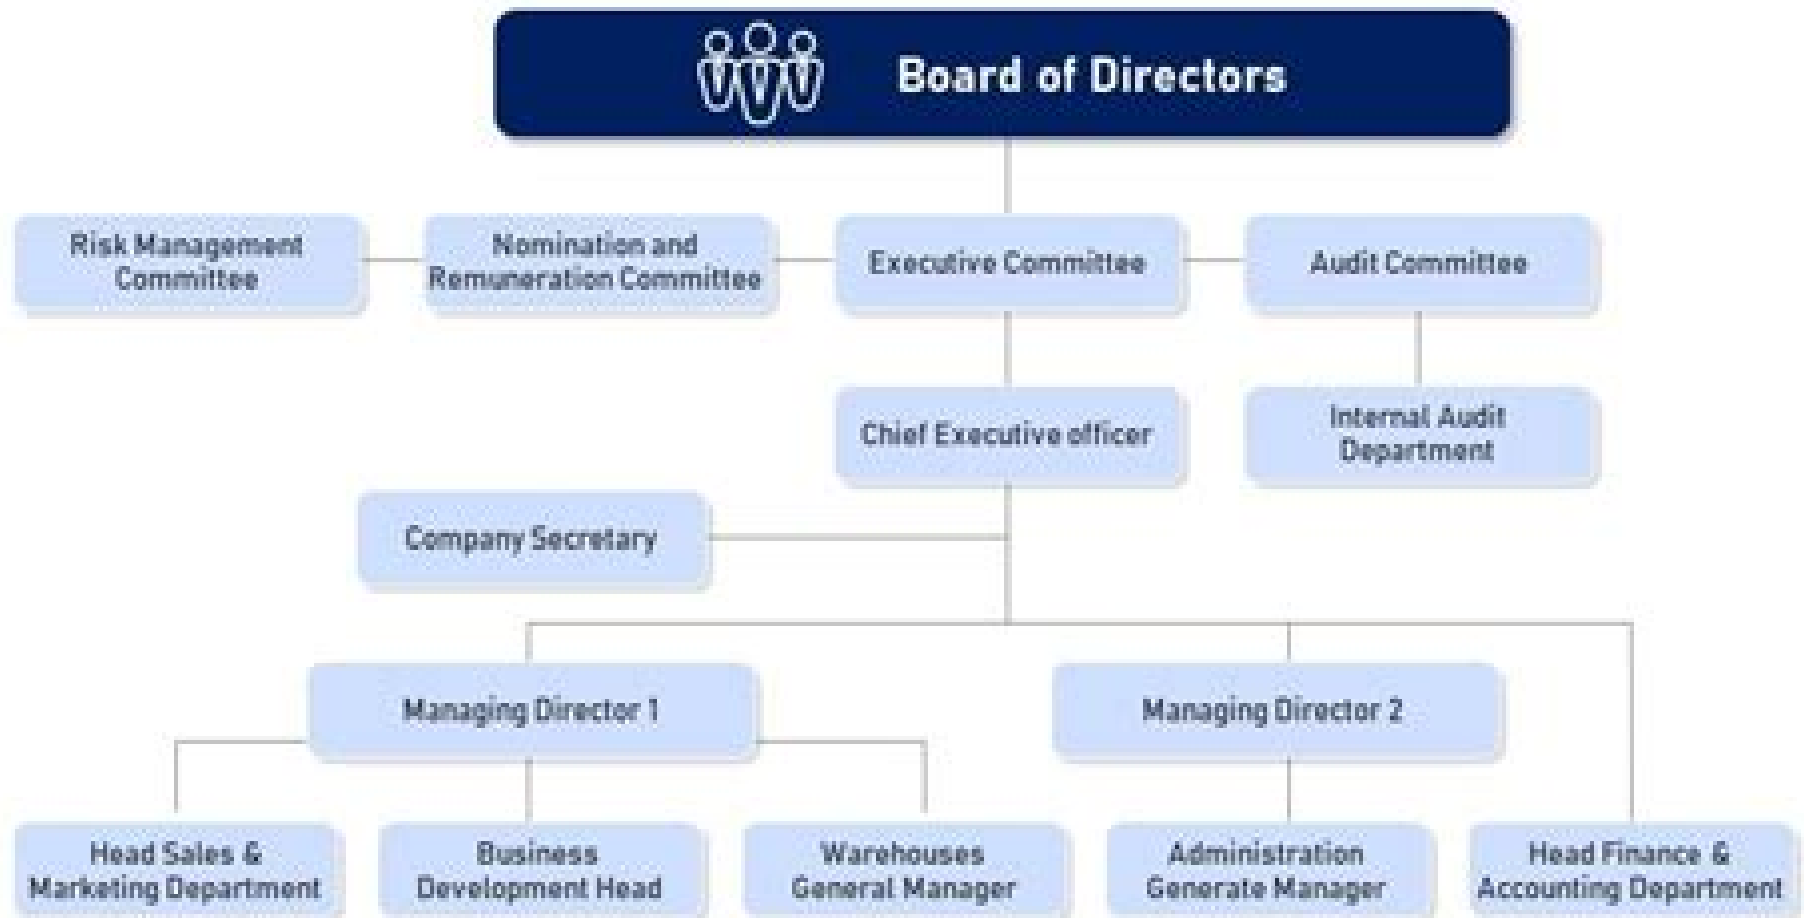 Board of Directors
Risk Management
Committee
Nomination and
Remuneration Committee
Executive Committee
Audit Committee
Chief Executive officer
Internal Audit
Department
Company Secretary
Managing Director 1
Managing Director 2
Head Sales &
Marketing Department
Business
Development Head
Warehouses
General Manager
Administration
Generate Manager
Head Finance &
Accounting Department